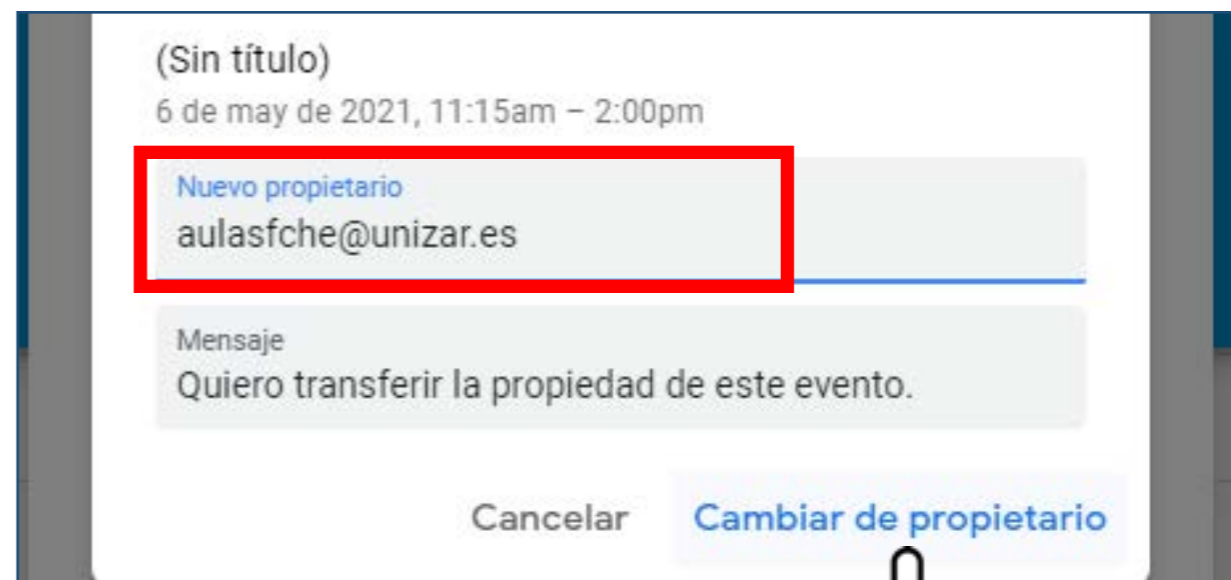 (Sin título)
6 de may de 2021, 11:15am – 2:00pm
Nuevo propietario
aulasfche@unizar.es
Mensaje
Quiero transferir la propiedad de este evento.
Cancelar Cambiar de propietario